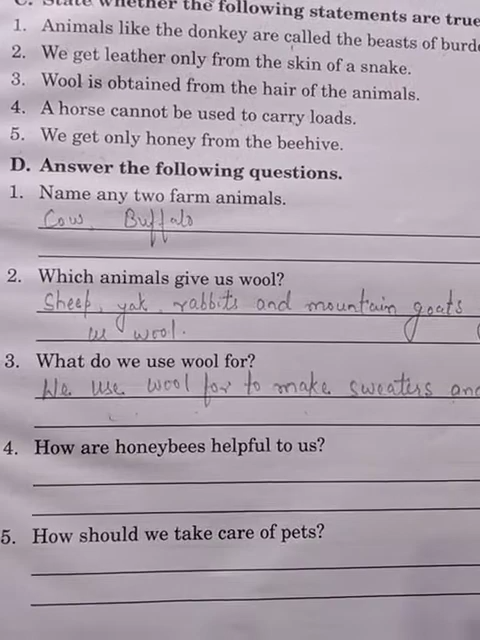 C. State whether the following statements are true
1. Animals like the donkey are called the beasts of burde
2. We get leather only from the skin of a snake.
3. Wool is obtained from the hair of the animals.
4. A horse cannot be used to carry loads.
5. We get only honey from the beehive.
D. Answer the following questions.
1. Name any two farm animals.
Cow, Buffalo
2. Which animals give us wool?
Sheep, yak, rabbits and mountain goats
us wool.
3. What do we use wool for?
We use wool for to make sweaters and
4. How are honeybees helpful to us?
5. How should we take care of pets?